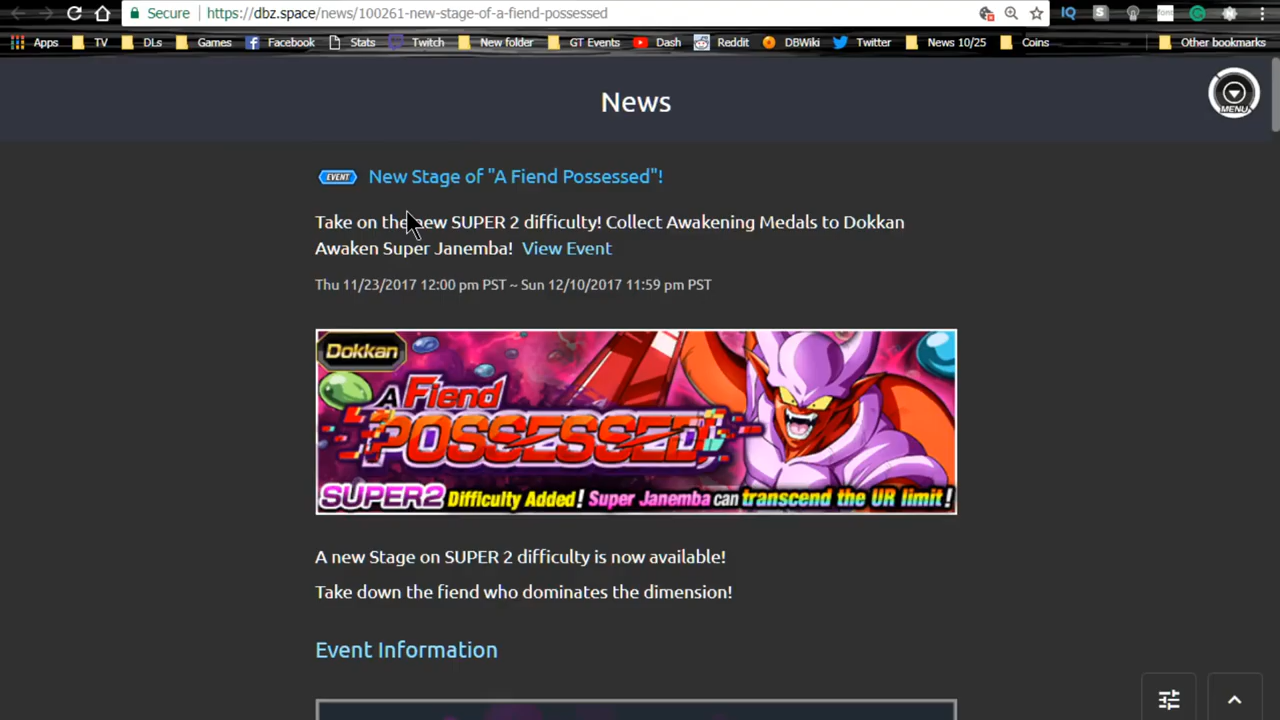 Secure https://dbz.space/news/100261-new-stage-of-a-fiend-possessed
Apps TV DLs Games Facebook Stats Twitch New folder GT Events Dash Reddit DBWiki Twitter News 10/25 Coins Other bookmarks
News
MENU
EVENT New Stage of "A Fiend Possessed"!
Take on the new SUPER 2 difficulty! Collect Awakening Medals to Dokkan
Awaken Super Janemba! View Event
Thu 11/23/2017 12:00 pm PST ~ Sun 12/10/2017 11:59 pm PST
Dokkan
A Fiend
POSSESSED
SUPER2 Difficulty Added! Super Janemba can transcend the UR limit!
A new Stage on SUPER 2 difficulty is now available!
Take down the fiend who dominates the dimension!
Event Information